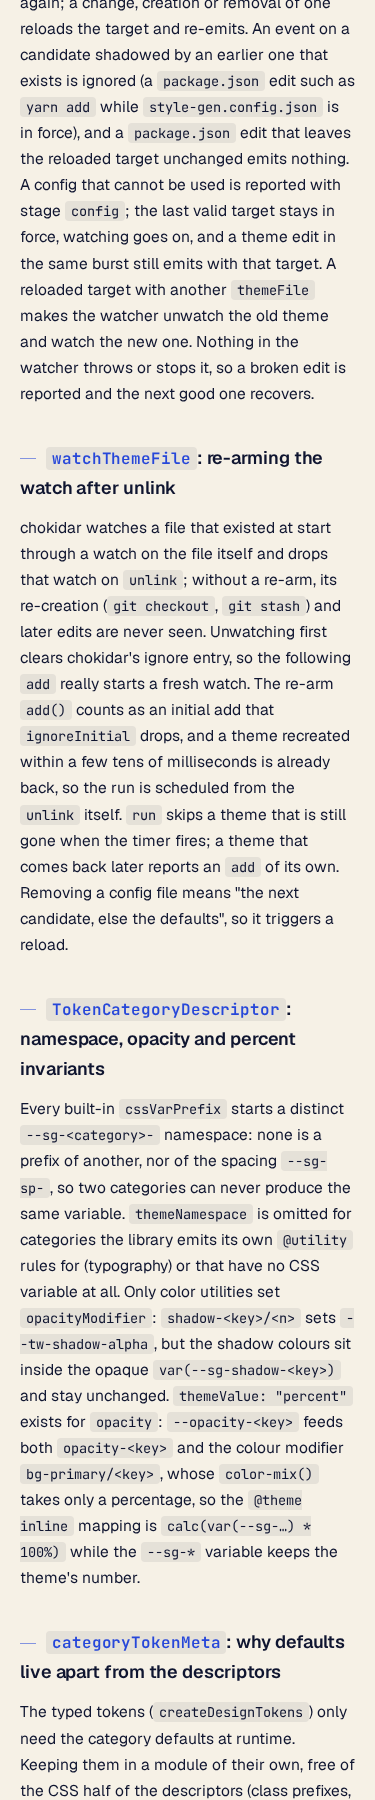 again; a change, creation or removal of one
reloads the target and re-emits. An event on a
candidate shadowed by an earlier one that
exists is ignored (a package.json edit such as
yarn add while style-gen.config.json is
in force), and a package.json edit that leaves
the reloaded target unchanged emits nothing.
A config that cannot be used is reported with
stage config; the last valid target stays in
force, watching goes on, and a theme edit in
the same burst still emits with that target. A
reloaded target with another themeFile
makes the watcher unwatch the old theme
and watch the new one. Nothing in the
watcher throws or stops it, so a broken edit is
reported and the next good one recovers.
— watchThemeFile: re-arming the
watch after unlink
chokidar watches a file that existed at start
through a watch on the file itself and drops
that watch on unlink; without a re-arm, its
re-creation (git checkout, git stash) and
later edits are never seen. Unwatching first
clears chokidar's ignore entry, so the following
add really starts a fresh watch. The re-arm
add() counts as an initial add that
ignoreInitial drops, and a theme recreated
within a few tens of milliseconds is already
back, so the run is scheduled from the
unlink itself. run skips a theme that is still
gone when the timer fires; a theme that
comes back later reports an add of its own.
Removing a config file means "the next
candidate, else the defaults", so it triggers a
reload.
— TokenCategoryDescriptor:
namespace, opacity and percent
invariants
Every built-in cssVarPrefix starts a distinct
--sg-<category>- namespace: none is a
prefix of another, nor of the spacing --sg-
sp-, so two categories can never produce the
same variable. themeNamespace is omitted for
categories the library emits its own @utility
rules for (typography) or that have no CSS
variable at all. Only color utilities set
opacityModifier: shadow-<key>/<n> sets -
-tw-shadow-alpha, but the shadow colours sit
inside the opaque var(--sg-shadow-<key>)
and stay unchanged. themeValue: "percent"
exists for opacity: --opacity-<key> feeds
both opacity-<key> and the colour modifier
bg-primary/<key>, whose color-mix()
takes only a percentage, so the @theme
inline mapping is calc(var(--sg-…) *
100%) while the --sg-* variable keeps the
theme's number.
— categoryTokenMeta: why defaults
live apart from the descriptors
The typed tokens (createDesignTokens) only
need the category defaults at runtime.
Keeping them in a module of their own, free of
the CSS half of the descriptors (class prefixes,